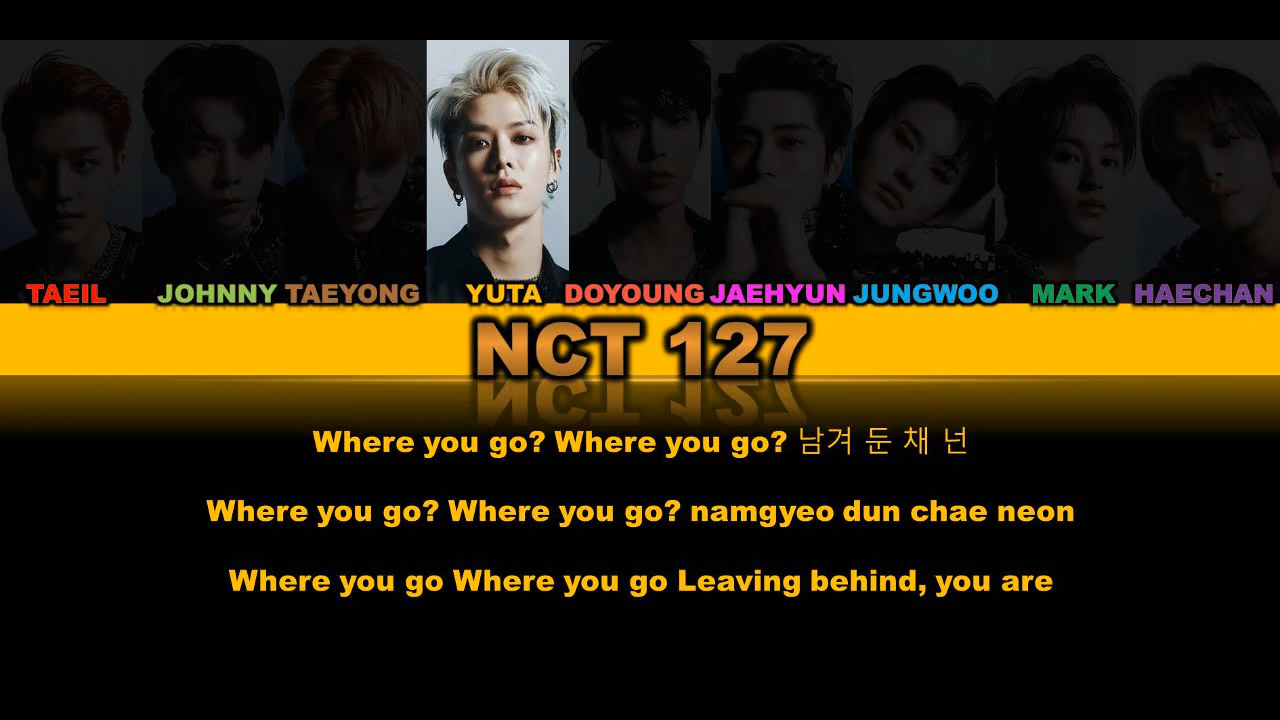 TAEIL JOHNNY TAEYONG YUTA DOYOUNG JAEHYUN JUNGWOO MARK HAECHAN
NCT 127
Where you go? Where you go? 남겨 둔 채 넌
Where you go? Where you go? namgyeo dun chae neon
Where you go Where you go Leaving behind, you are